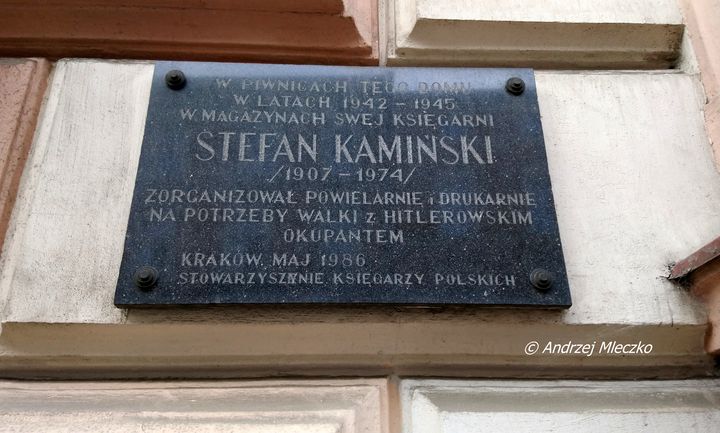 W PIWNICACH TEGO DOMU
W LATACH 1942 - 1945
W MAGAZYNACH SWEJ KSIĘGARNI
STEFAN KAMIŃSKI
/1907 - 1974/
ZORGANIZOWAŁ POWIELARNIĘ i DRUKARNIE
NA POTRZEBY WALKI z HITLEROWSKIM
OKUPANTEM
KRAKÓW, MAJ 1986
STOWARZYSZENIE KSIĘGARZY POLSKICH
© Andrzej Mleczko